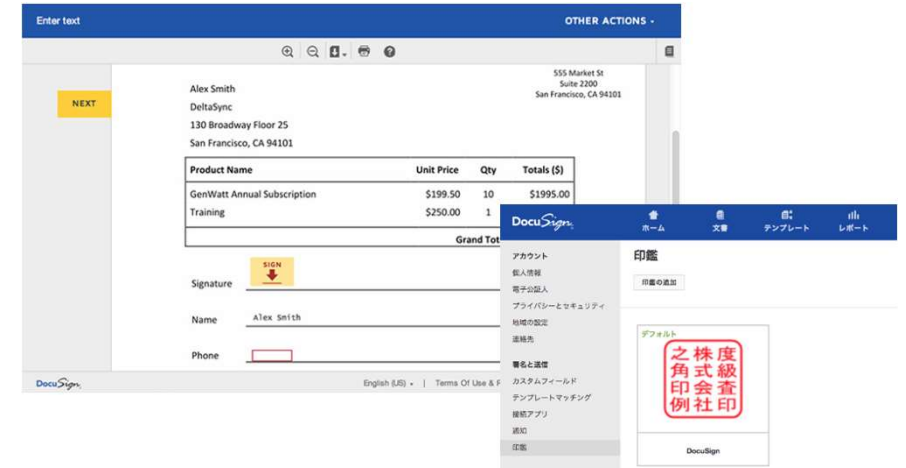 Enter text
OTHER ACTIONS
NEXT
555 Market St
Suite 2200
San Francisco, CA 94101
Alex Smith
DeltaSync
130 Broadway Floor 25
San Francisco, CA 94101
Product Name Unit Price Qty Totals ($)
GenWatt Annual Subscription $199.50 10 $1995.00
Training $250.00 1
Grand Tot
SIGN
Signature
Name Alex Smith
Phone
DocuSign
English (US) | Terms Of Use &
DocuSign
ホーム 文書 テンプレート レポート
アカウント
個人情報
電子公証人
プライバシーとセキュリティ
地域の設定
連絡先
署名と送信
カスタムフィールド
テンプレートマッチング
接続アプリ
通知
印鑑
印鑑
印鑑の追加
デフォルト
之株度
角式級
印会査
例社印
DocuSign